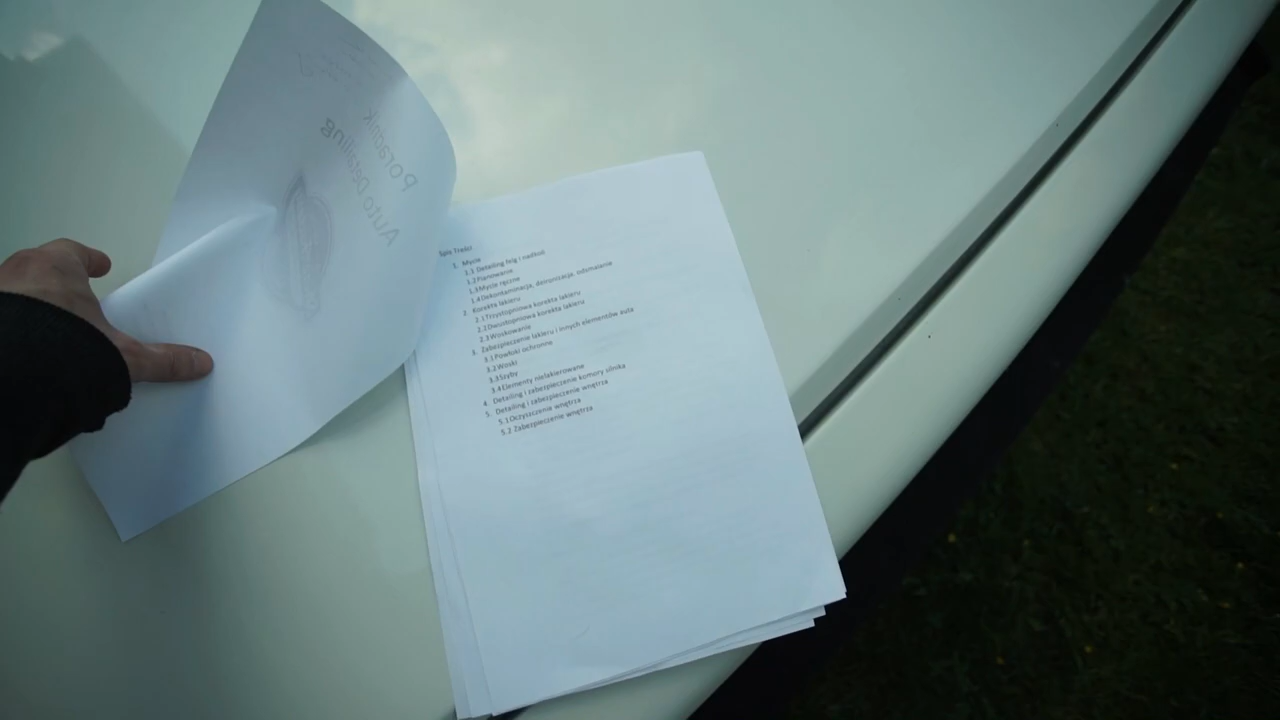 Poradnik
Auto Detailing
Spis Treści
1. Mycie
1.1 Detailing felg i nadkoli
1.2 Pianowanie
1.3 Mycie ręczne
1.4 Dekontaminacja, deironizacja, odsmalanie
2. Korekta lakieru
2.1 Trzystopniowa korekta lakieru
2.2 Dwustopniowa korekta lakieru
2.3 Woskowanie
3. Zabezpieczenie lakieru i innych elementów auta
3.1 Powłoki ochronne
3.2 Woski
3.3 Szyby
3.4 Elementy nielakierowane
4. Detailing i zabezpieczenie komory silnika
5. Detailing i zabezpieczenie wnętrza
5.1 Oczyszczenie wnętrza
5.2 Zabezpieczenie wnętrza